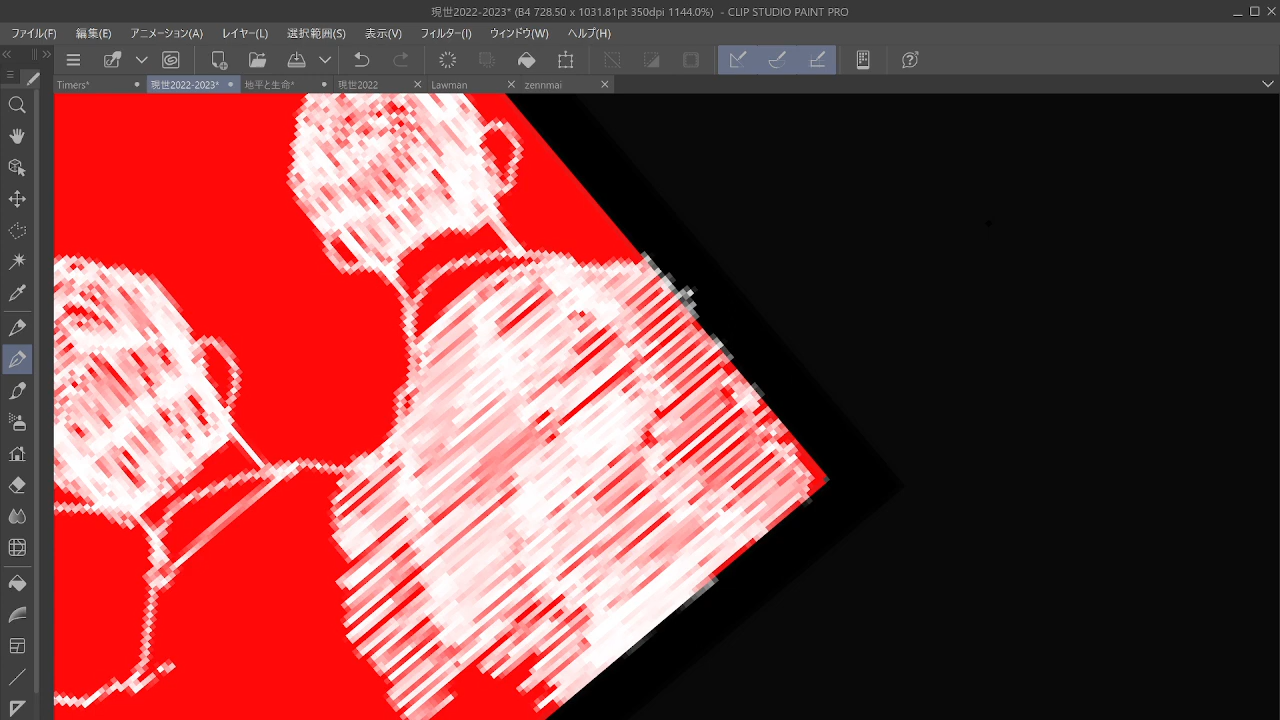 現世2022-2023* (B4 728.50 x 1031.81pt 350dpi 1144.0%) - CLIP STUDIO PAINT PRO
ファイル(F) 編集(E) アニメーション(A) レイヤー(L) 選択範囲(S) 表示(V) フィルター(I) ウィンドウ(W) ヘルプ(H)
Timers* 現世2022-2023* 地平と生命* 現世2022 Lawman zennmai